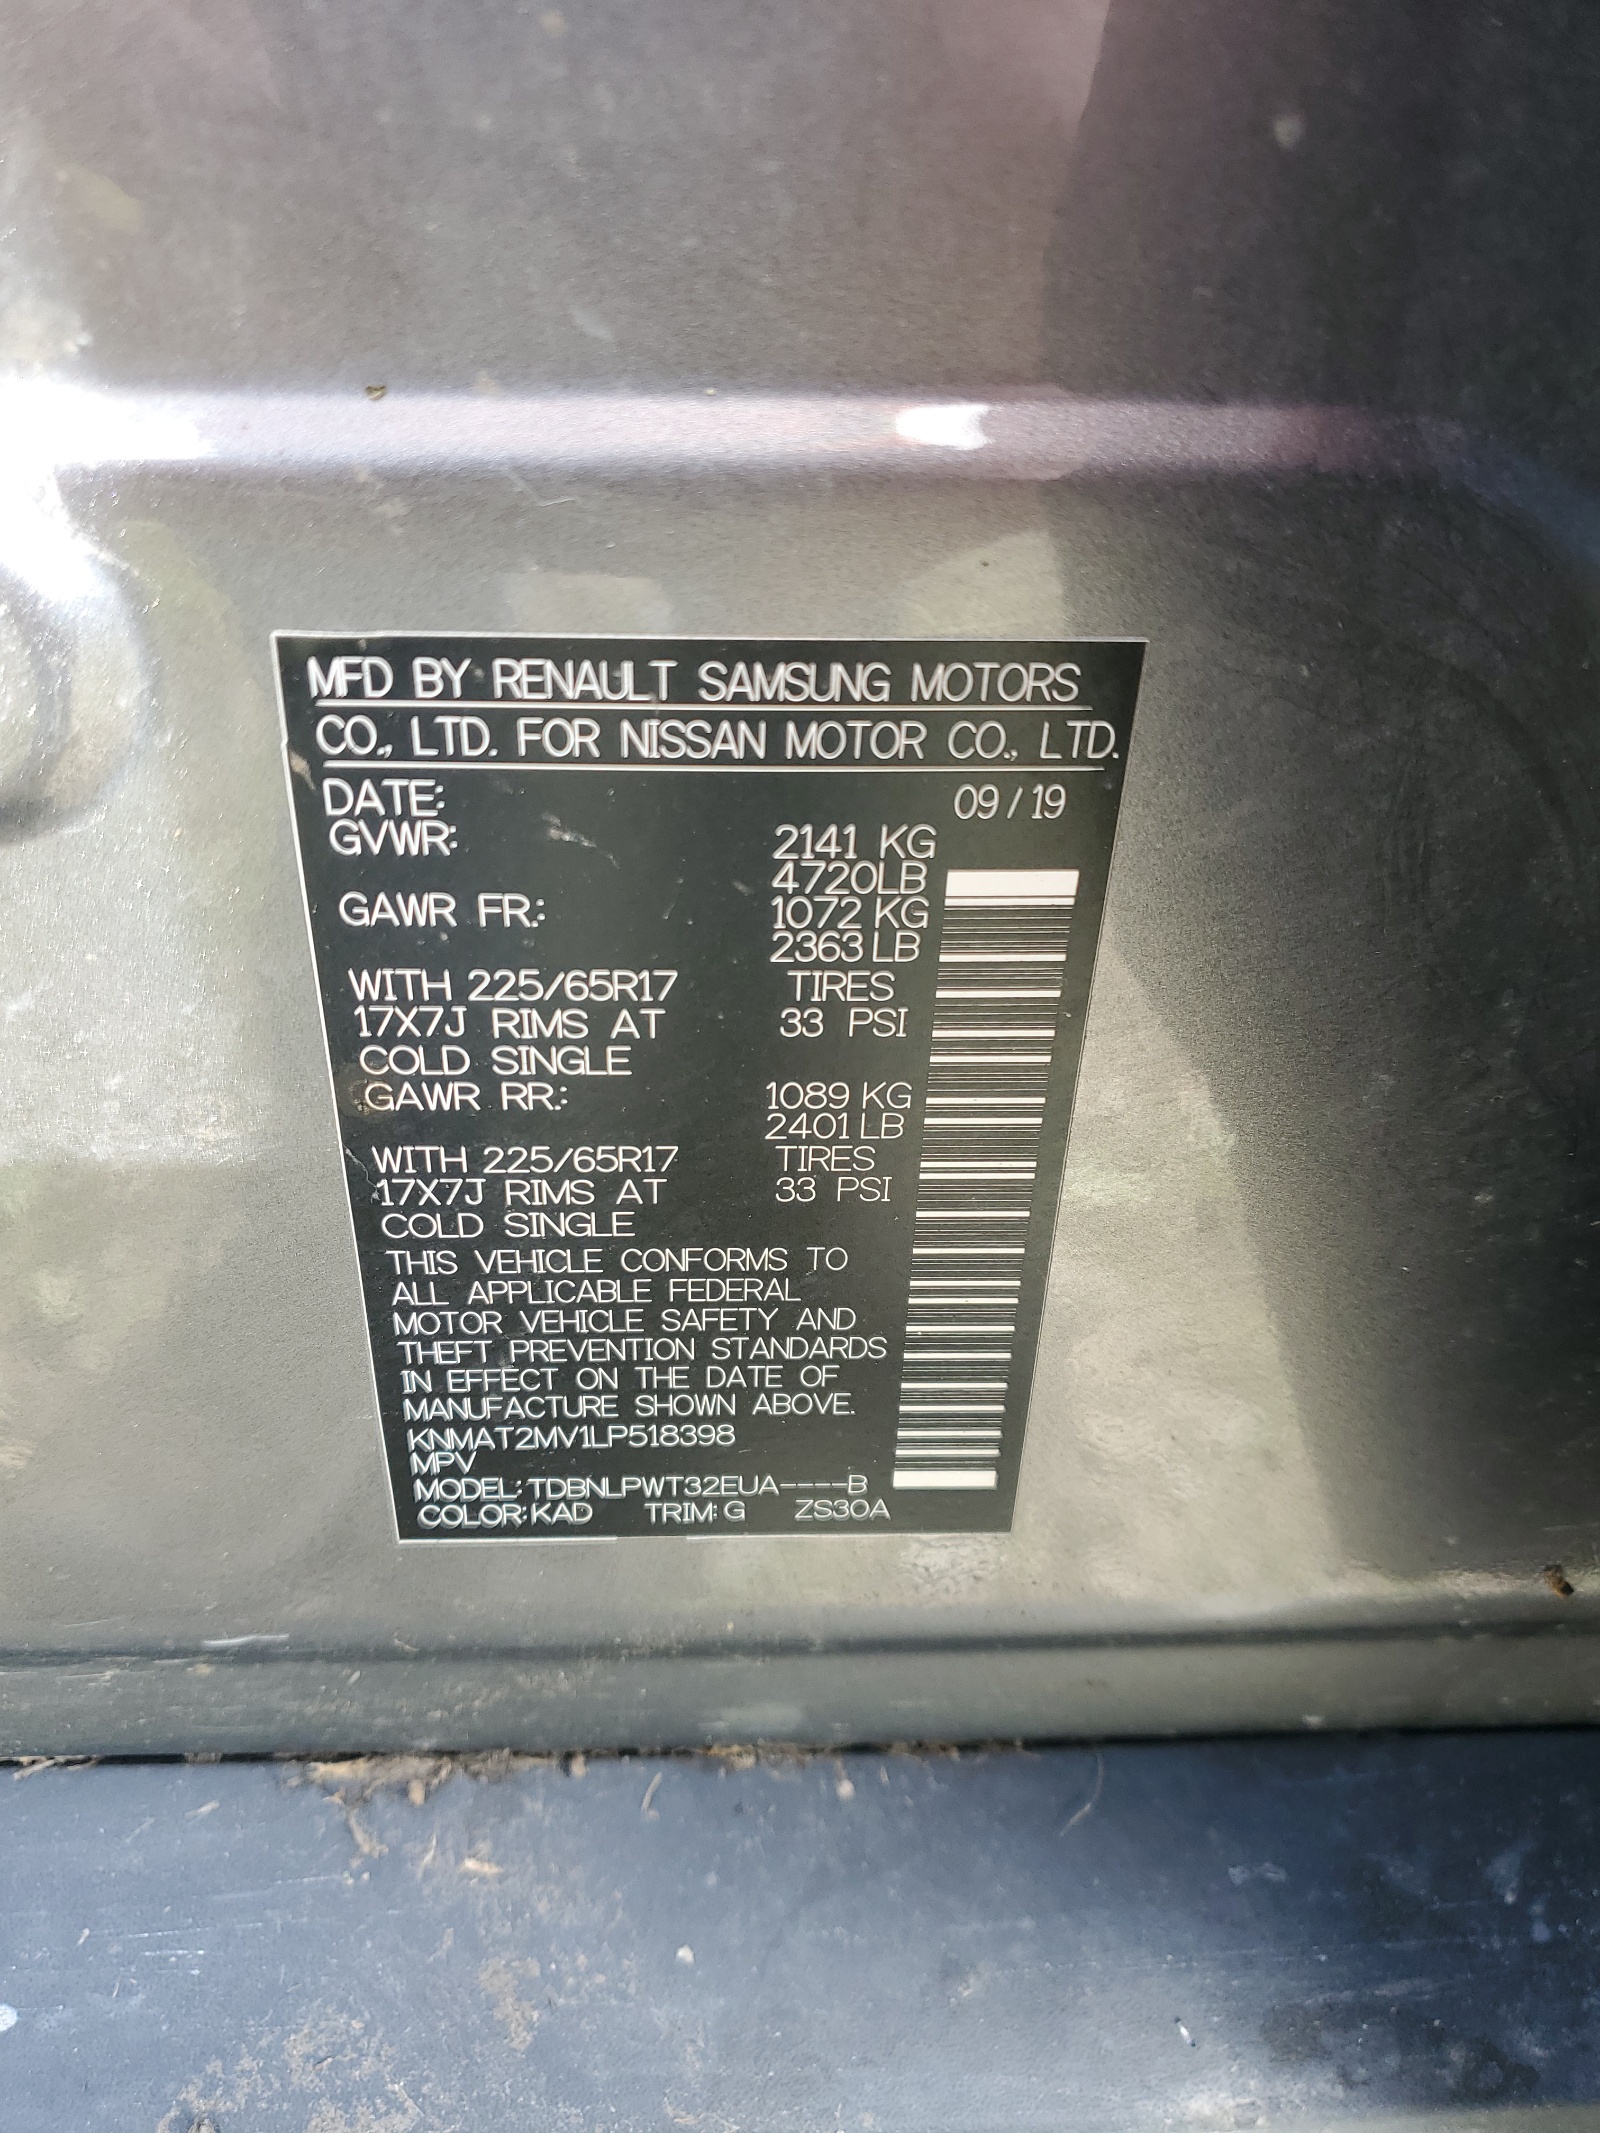 MFD BY RENAULT SAMSUNG MOTORS
CO., LTD. FOR NISSAN MOTOR CO., LTD.
DATE: 09 / 19
GVWR: 2141 KG
4720LB
GAWR FR.: 1072 KG
2363 LB
WITH 225/65R17 TIRES
17X7J RIMS AT 33 PSI
COLD SINGLE
GAWR RR.: 1089 KG
2401 LB
WITH 225/65R17 TIRES
17X7J RIMS AT 33 PSI
COLD SINGLE
THIS VEHICLE CONFORMS TO
ALL APPLICABLE FEDERAL
MOTOR VEHICLE SAFETY AND
THEFT PREVENTION STANDARDS
IN EFFECT ON THE DATE OF
MANUFACTURE SHOWN ABOVE.
KNMAT2MV1LP518398
MPV
MODEL: TDBNLPWT32EUA----B
COLOR: KAD TRIM: G ZS30A